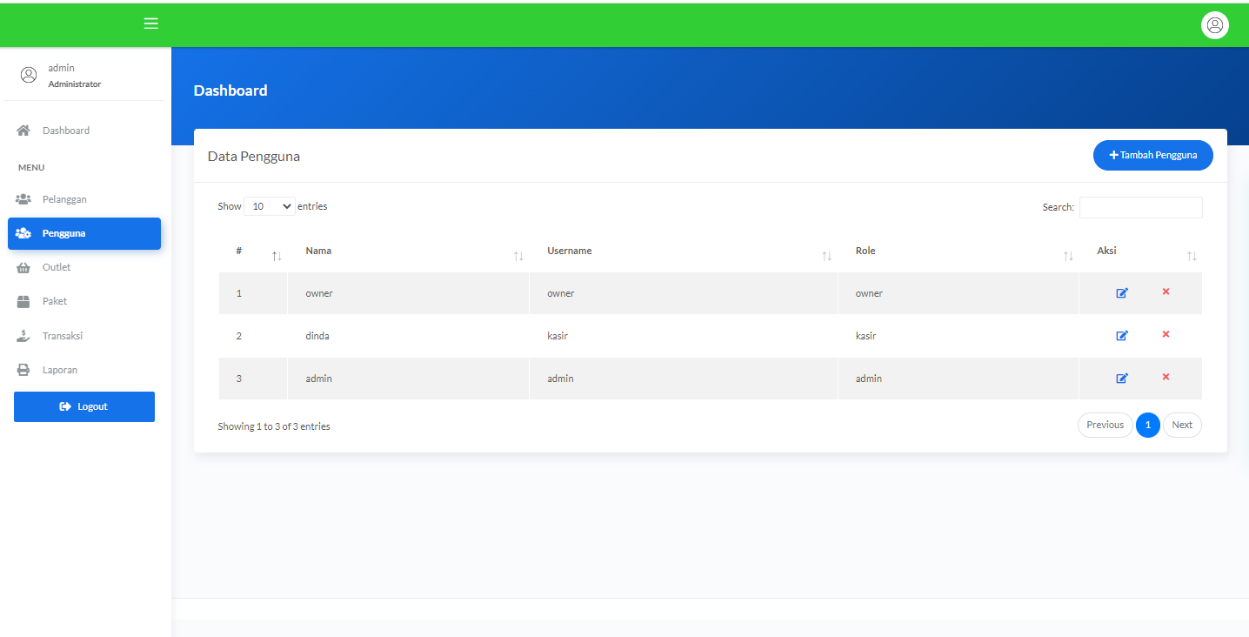 admin
Administrator
Dashboard
MENU
Pelanggan
Pengguna
Outlet
Paket
Transaksi
Laporan
Logout
Dashboard
Data Pengguna
+Tambah Pengguna
Show 10 entries
Search:
# Nama Username Role Aksi
1 owner owner owner
2 dinda kasir kasir
3 admin admin admin
Showing 1 to 3 of 3 entries
Previous 1 Next